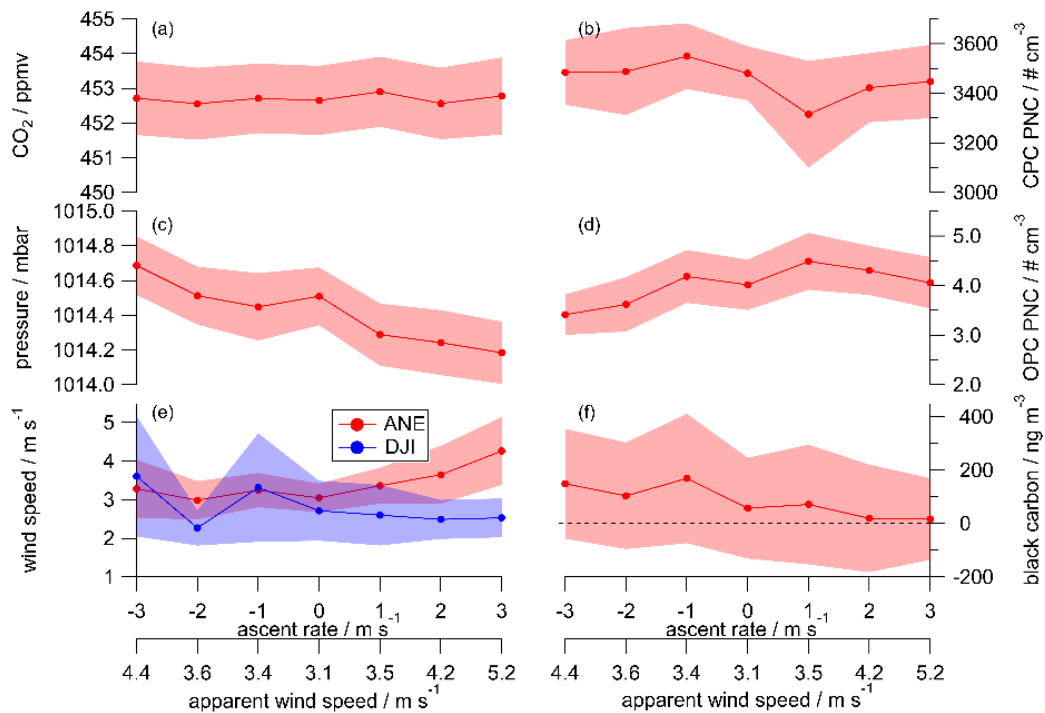 455
454
453
452
451
450
CO2 / ppmv
(a)
(b)
3600
3400
3200
3000
CPC PNC / # cm-3
1015.0
1014.8
1014.6
1014.4
1014.2
1014.0
pressure / mbar
(c)
(d)
5.0
4.0
3.0
2.0
OPC PNC / # cm-3
5
4
3
2
1
wind speed / m s-1
(e)
ANE
DJI
(f)
400
200
0
-200
black carbon / ng m-3
-3 -2 -1 0 1 2 3
ascent rate / m s-1
4.4 3.6 3.4 3.1 3.5 4.2 5.2
apparent wind speed / m s-1
-3 -2 -1 0 1 2 3
ascent rate / m s-1
4.4 3.6 3.4 3.1 3.5 4.2 5.2
apparent wind speed / m s-1